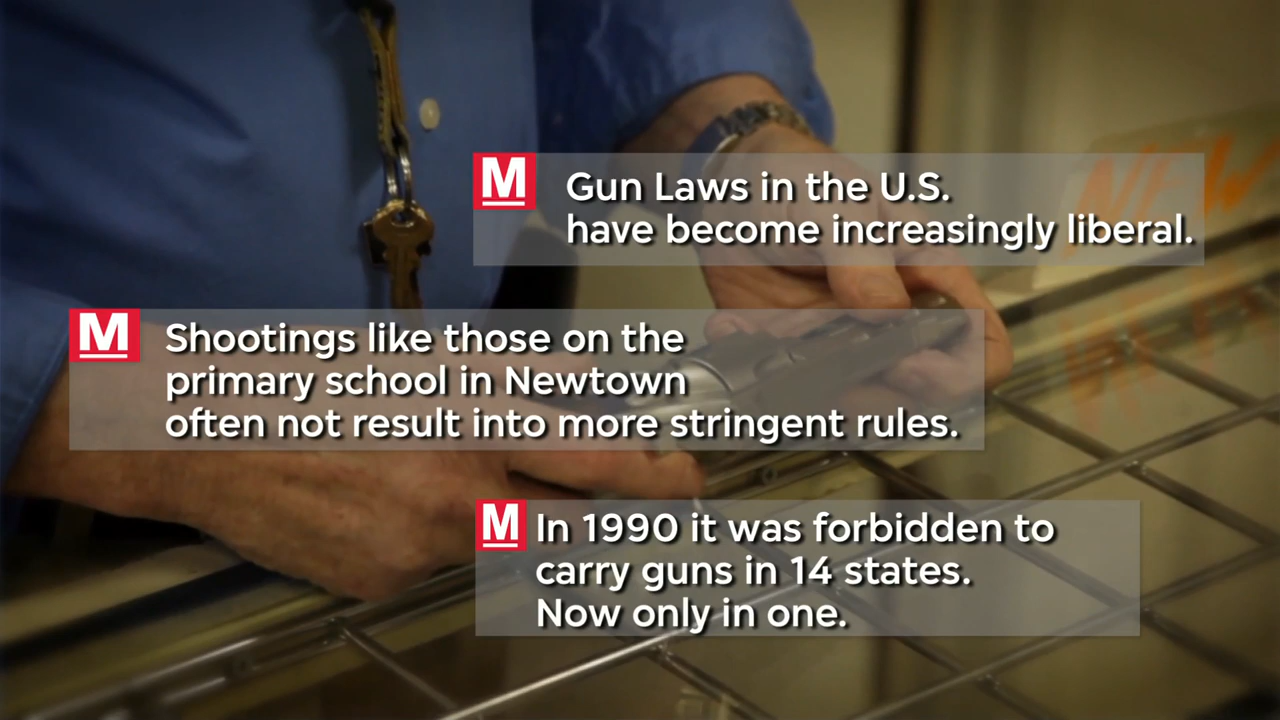 M Gun Laws in the U.S.
have become increasingly liberal.
M Shootings like those on the
primary school in Newtown
often not result into more stringent rules.
M In 1990 it was forbidden to
carry guns in 14 states.
Now only in one.
NEW